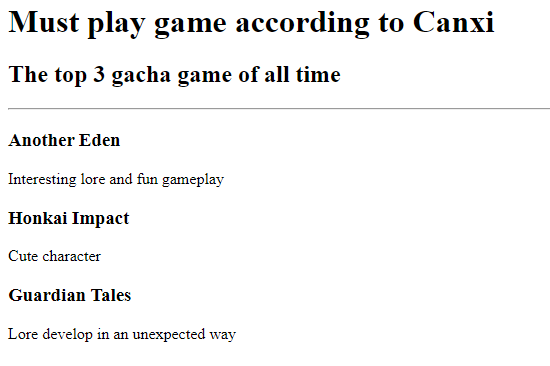 Must play game according to Canxi
The top 3 gacha game of all time
Another Eden
Interesting lore and fun gameplay
Honkai Impact
Cute character
Guardian Tales
Lore develop in an unexpected way